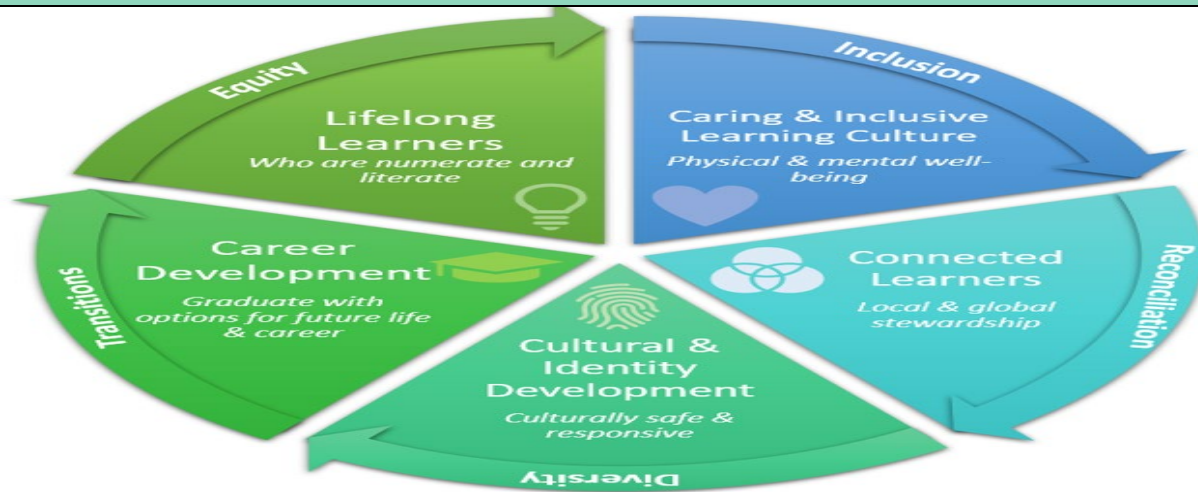 Equity
Lifelong
Learners
Who are numerate and
literate
Inclusion
Caring & Inclusive
Learning Culture
Physical & mental well-
being
Reconciliation
Connected
Learners
Local & global
stewardship
Diversity
Cultural &
Identity
Development
Culturally safe &
responsive
Transitions
Career
Development
Graduate with
options for future life
& career